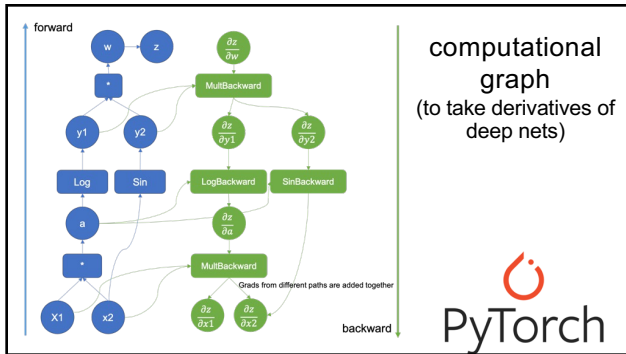 forward
w
z
*
y1
y2
Log
Sin
a
*
X1
x2
∂z/∂w
MultBackward
∂z/∂y1
∂z/∂y2
LogBackward
SinBackward
∂z/∂a
MultBackward
Grads from different paths are added together
∂z/∂x1
∂z/∂x2
backward
computational
graph
(to take derivatives of
deep nets)
PyTorch